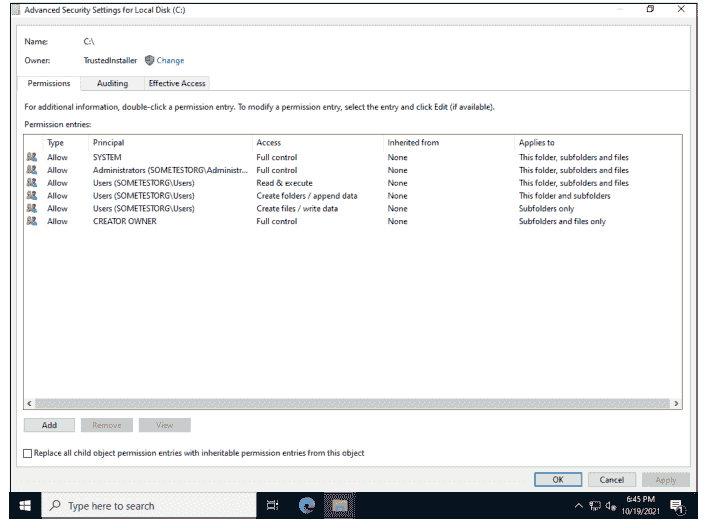 Advanced Security Settings for Local Disk (C:)
Name: C:\
Owner: TrustedInstaller Change
Permissions Auditing Effective Access
For additional information, double-click a permission entry. To modify a permission entry, select the entry and click Edit (if available).
Permission entries:
Type Principal Access Inherited from Applies to
Allow SYSTEM Full control None This folder, subfolders and files
Allow Administrators (SOMETESTORG\Administr... Full control None This folder, subfolders and files
Allow Users (SOMETESTORG\Users) Read & execute None This folder, subfolders and files
Allow Users (SOMETESTORG\Users) Create folders / append data None This folder and subfolders
Allow Users (SOMETESTORG\Users) Create files / write data None Subfolders only
Allow CREATOR OWNER Full control None Subfolders and files only
Add Remove View
Replace all child object permission entries with inheritable permission entries from this object
OK Cancel Apply
Type here to search
6:45 PM
10/19/2021